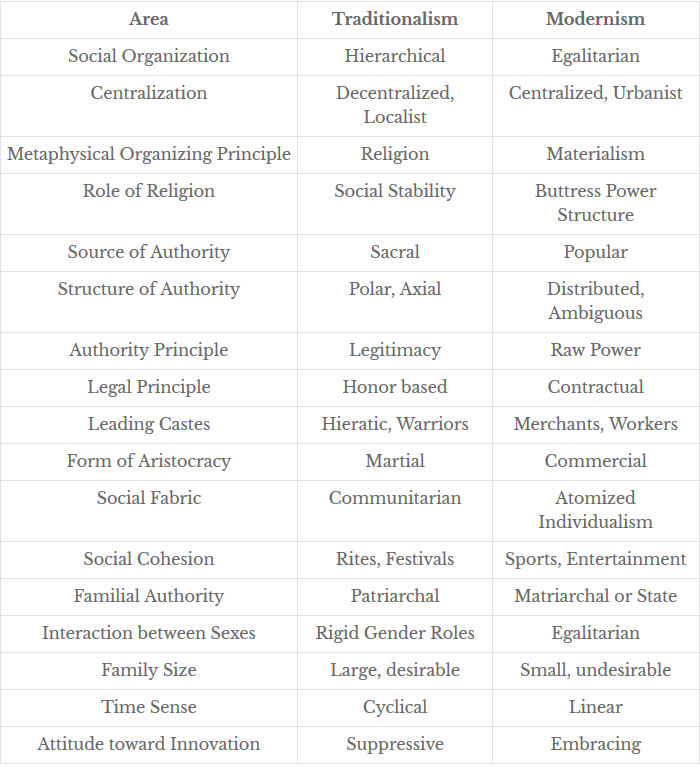 Area Traditionalism Modernism
Social Organization Hierarchical Egalitarian
Centralization Decentralized, Centralized, Urbanist
Localist
Metaphysical Organizing Principle Religion Materialism
Role of Religion Social Stability Buttress Power
Structure
Source of Authority Sacral Popular
Structure of Authority Polar, Axial Distributed,
Ambiguous
Authority Principle Legitimacy Raw Power
Legal Principle Honor based Contractual
Leading Castes Hieratic, Warriors Merchants, Workers
Form of Aristocracy Martial Commercial
Social Fabric Communitarian Atomized
Individualism
Social Cohesion Rites, Festivals Sports, Entertainment
Familial Authority Patriarchal Matriarchal or State
Interaction between Sexes Rigid Gender Roles Egalitarian
Family Size Large, desirable Small, undesirable
Time Sense Cyclical Linear
Attitude toward Innovation Suppressive Embracing